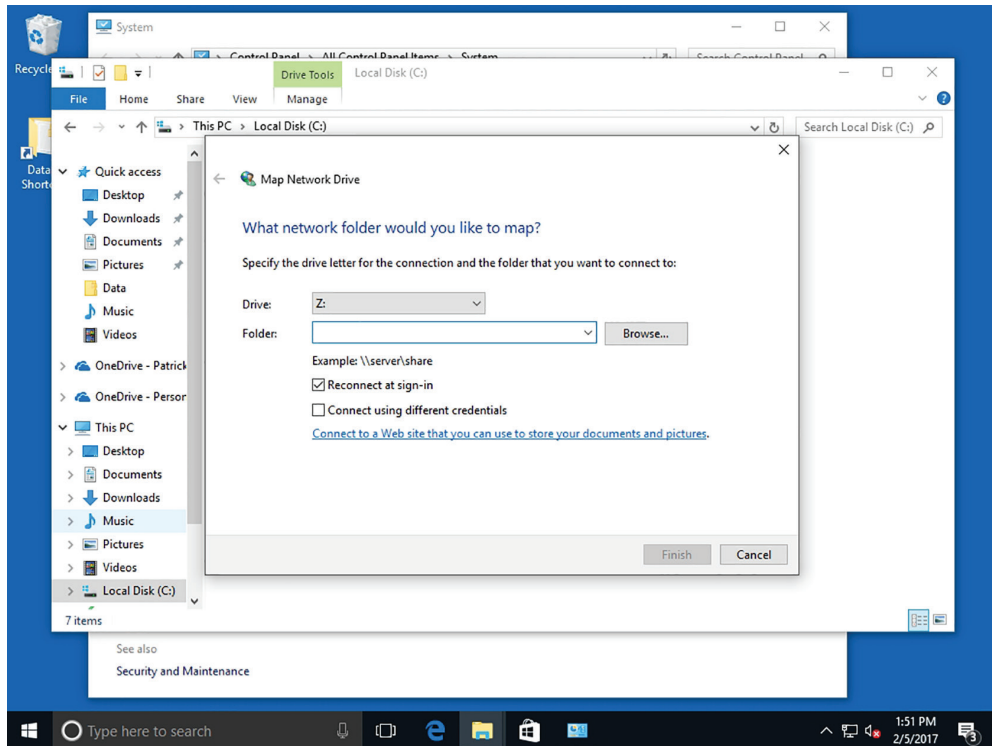 System
Control Panel > All Control Panel Items > System
Search Control Panel
Recycle
Drive Tools
Local Disk (C:)
File
Home
Share
View
Manage
This PC > Local Disk (C:)
Search Local Disk (C:)
Data
Shortc
Quick access
Desktop
Downloads
Documents
Pictures
Data
Music
Videos
OneDrive - Patrick
OneDrive - Person
This PC
Desktop
Documents
Downloads
Music
Pictures
Videos
Local Disk (C:)
7 items
Map Network Drive
What network folder would you like to map?
Specify the drive letter for the connection and the folder that you want to connect to:
Drive: Z:
Folder: Browse...
Example: \\server\share
Reconnect at sign-in
Connect using different credentials
Connect to a Web site that you can use to store your documents and pictures.
Finish Cancel
See also
Security and Maintenance
Type here to search
1:51 PM
2/5/2017
3